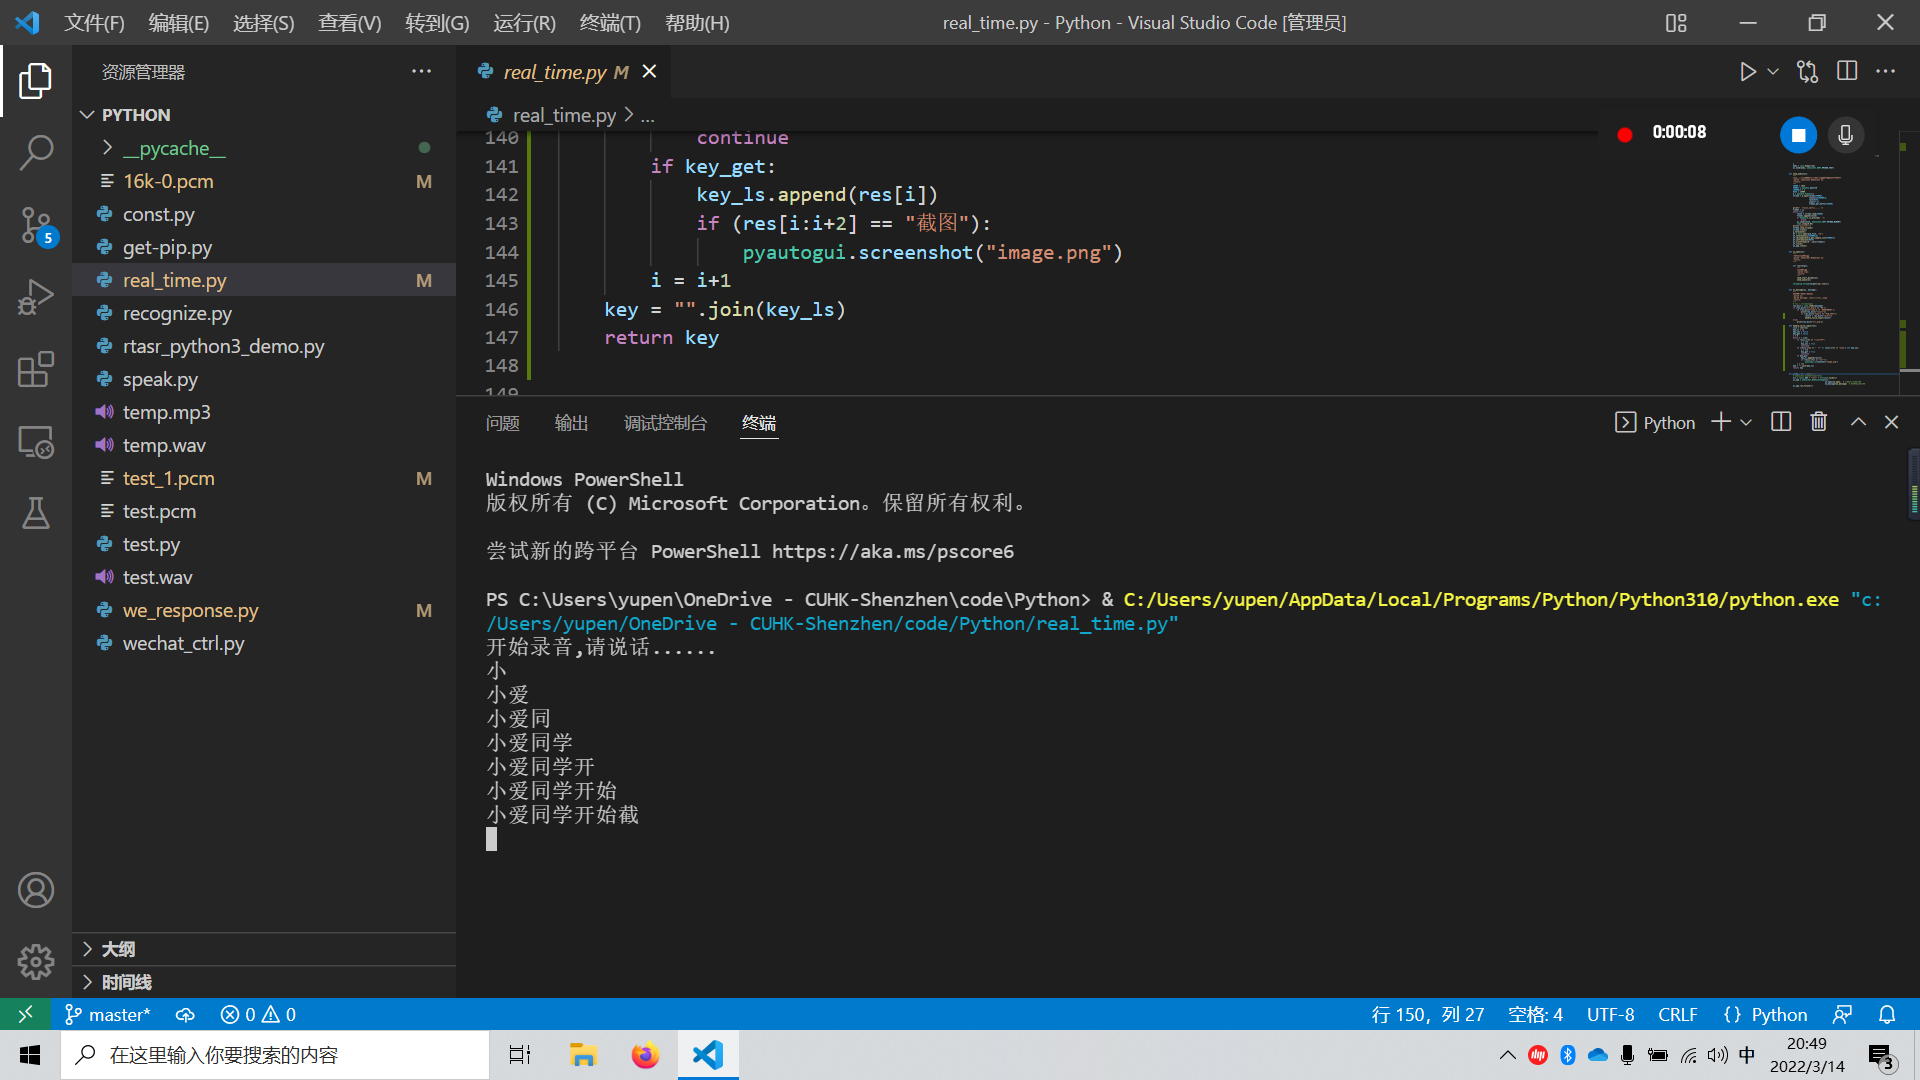 文件(F) 编辑(E) 选择(S) 查看(V) 转到(G) 运行(R) 终端(T) 帮助(H)
real_time.py - Python - Visual Studio Code [管理员]
资源管理器
PYTHON
__pycache__
16k-0.pcm M
const.py
get-pip.py
real_time.py M
recognize.py
rtasr_python3_demo.py
speak.py
temp.mp3
temp.wav
test_1.pcm M
test.pcm
test.py
test.wav
we_response.py M
wechat_ctrl.py
大纲
时间线
5
real_time.py M
real_time.py > ...
0:00:08
140 continue
141 if key_get:
142 key_ls.append(res[i])
143 if (res[i:i+2] == "截图"):
144 pyautogui.screenshot("image.png")
145 i = i+1
146 key = "".join(key_ls)
147 return key
148
149
问题 输出 调试控制台 终端
Python
Windows PowerShell
版权所有 (C) Microsoft Corporation。保留所有权利。
尝试新的跨平台 PowerShell https://aka.ms/pscore6
PS C:\Users\yupen\OneDrive - CUHK-Shenzhen\code\Python> & C:/Users/yupen/AppData/Local/Programs/Python/Python310/python.exe "c:
/Users/yupen/OneDrive - CUHK-Shenzhen/code/Python/real_time.py"
开始录音,请说话......
小
小爱
小爱同
小爱同学
小爱同学开
小爱同学开始
小爱同学开始截
master* 0 0
行 150，列 27 空格: 4 UTF-8 CRLF {} Python
在这里输入你要搜索的内容
中
20:49
2022/3/14
3